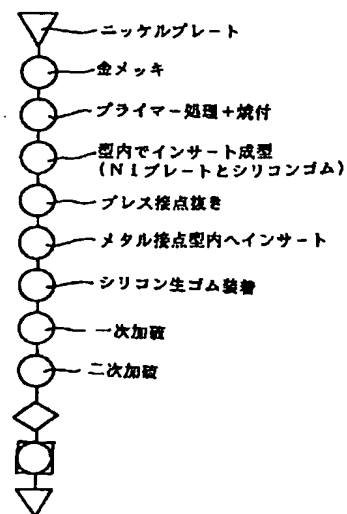 ニッケルプレート
金メッキ
プライマー処理+焼付
型内でインサート成型
(NIプレートとシリコンゴム)
プレス接点抜き
メタル接点型内へインサート
シリコン生ゴム装着
一次加硫
二次加硫